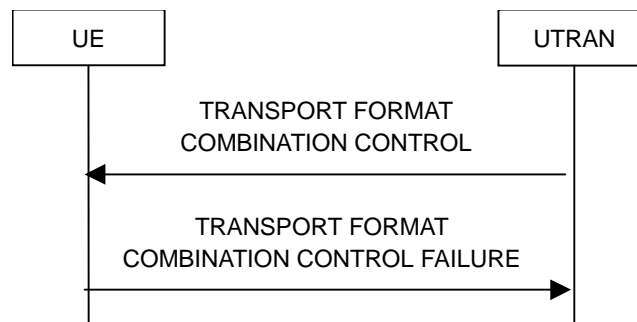 UE
UTRAN
TRANSPORT FORMAT
COMBINATION CONTROL
TRANSPORT FORMAT
COMBINATION CONTROL FAILURE